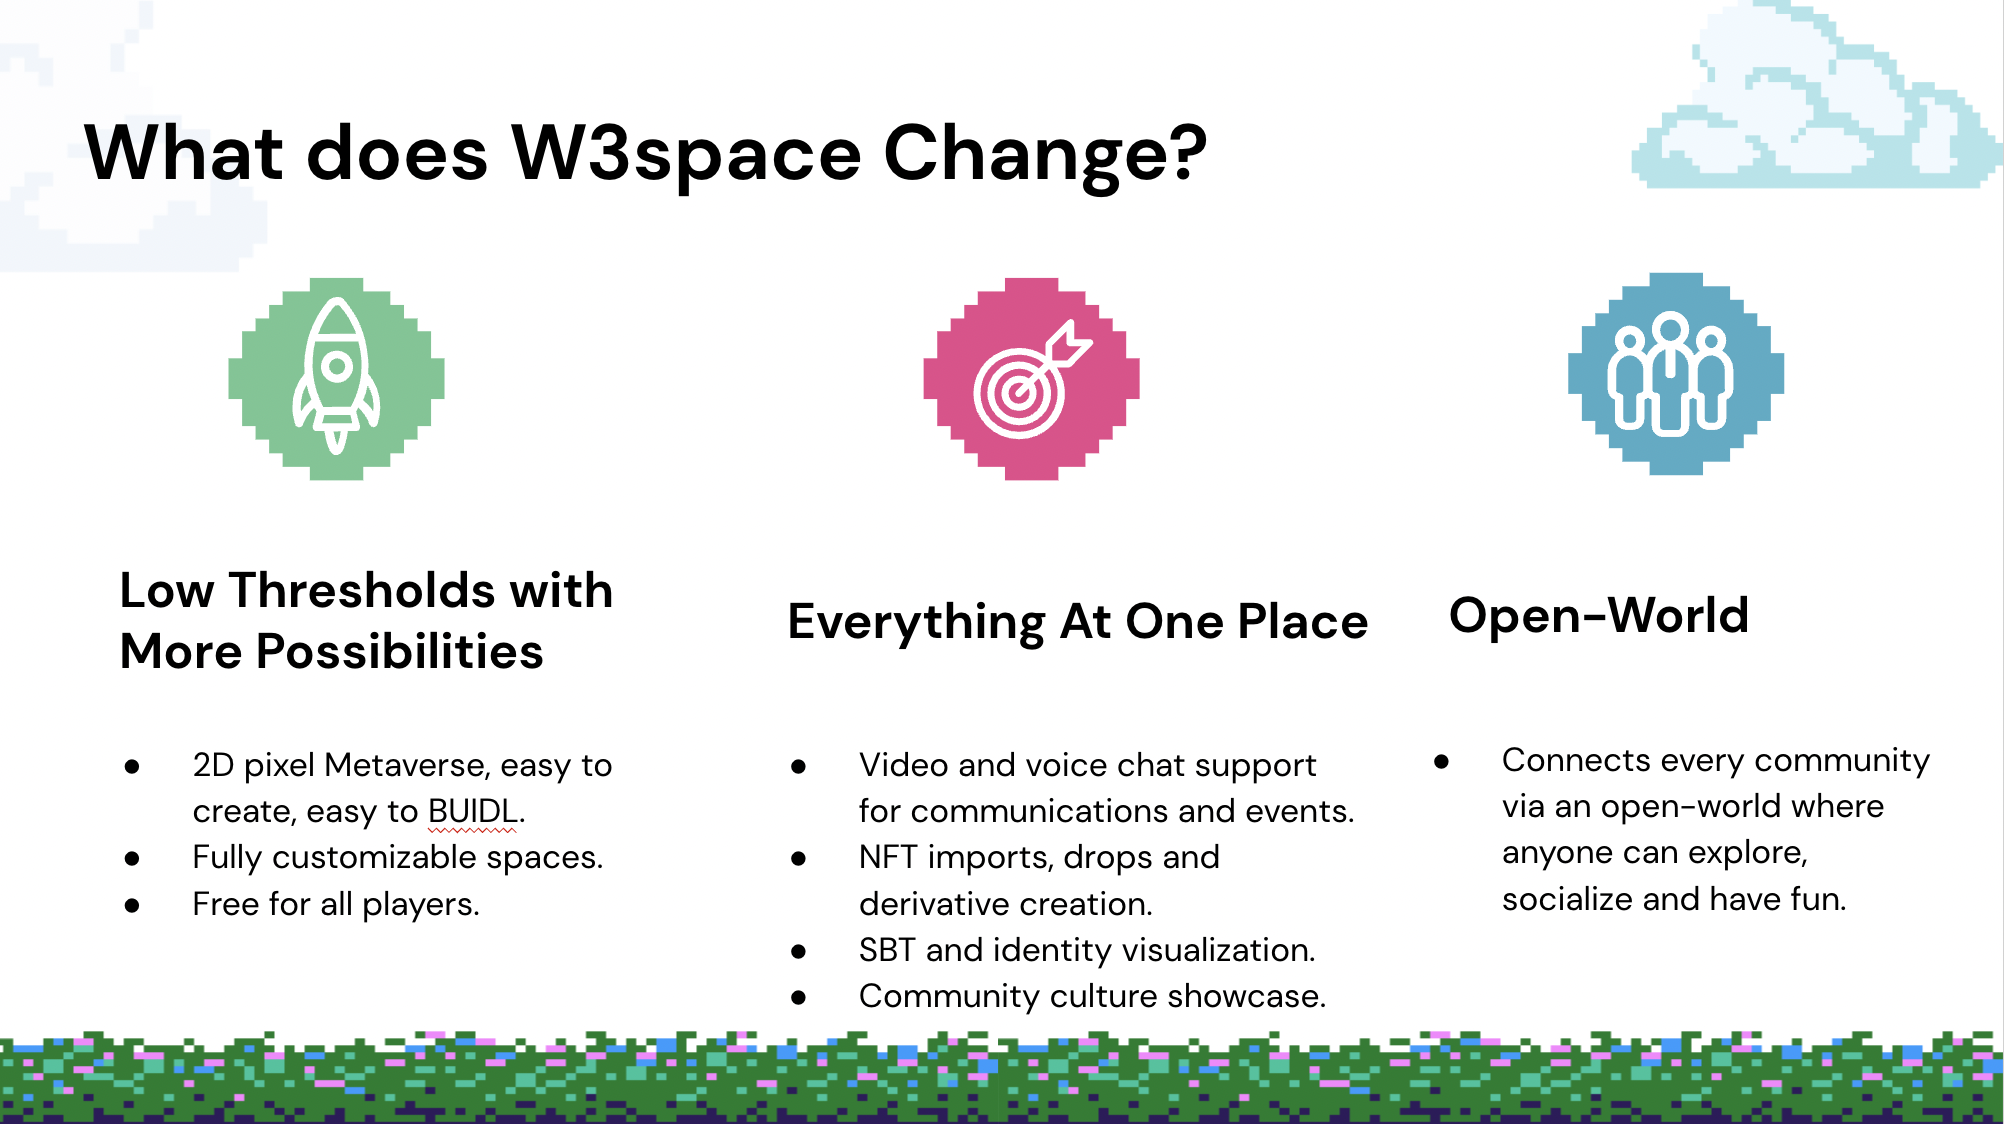 What does W3space Change?
Low Thresholds with
More Possibilities
● 2D pixel Metaverse, easy to
create, easy to BUIDL.
● Fully customizable spaces.
● Free for all players.
Everything At One Place
● Video and voice chat support
for communications and events.
● NFT imports, drops and
derivative creation.
● SBT and identity visualization.
● Community culture showcase.
Open-World
● Connects every community
via an open-world where
anyone can explore,
socialize and have fun.